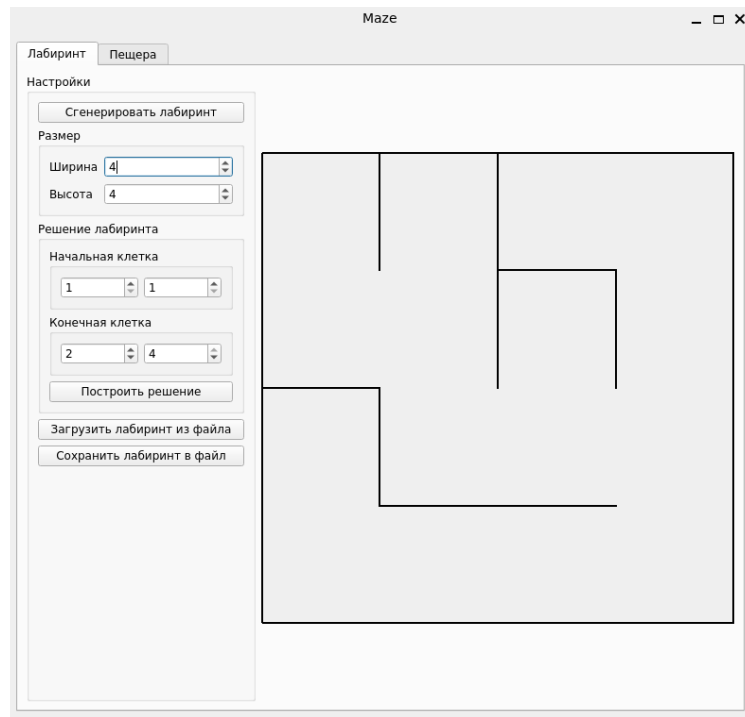 Maze
Лабиринт Пещера
Настройки
Сгенерировать лабиринт
Размер
Ширина 4
Высота 4
Решение лабиринта
Начальная клетка
1 1
Конечная клетка
2 4
Построить решение
Загрузить лабиринт из файла
Сохранить лабиринт в файл